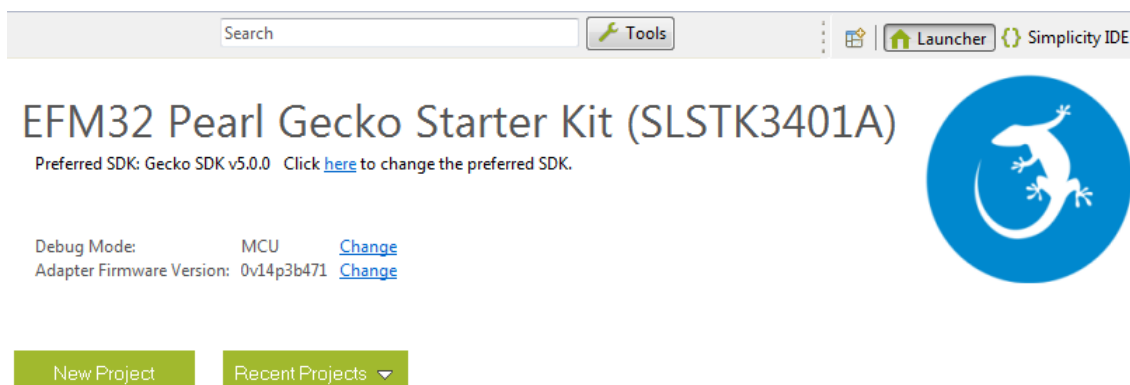 Search Tools Launcher Simplicity IDE
EFM32 Pearl Gecko Starter Kit (SLSTK3401A)
Preferred SDK: Gecko SDK v5.0.0 Click here to change the preferred SDK.
Debug Mode: MCU Change
Adapter Firmware Version: 0v14p3b471 Change
New Project Recent Projects